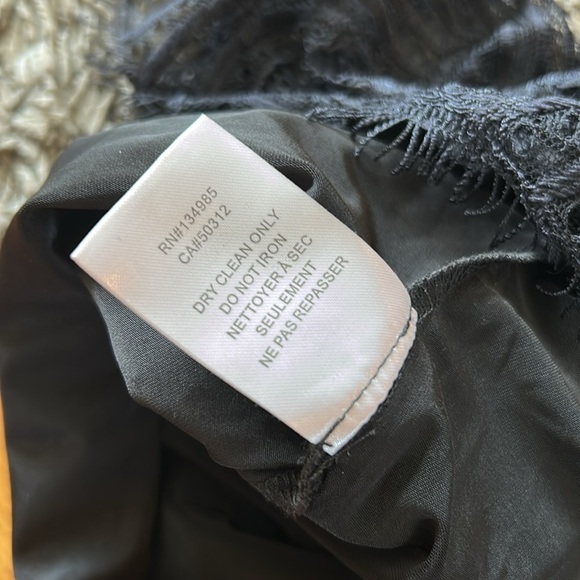 RN#134985
CA#50312
DRY CLEAN ONLY
DO NOT IRON
NETTOYER À SEC
SEULEMENT
NE PAS REPASSER